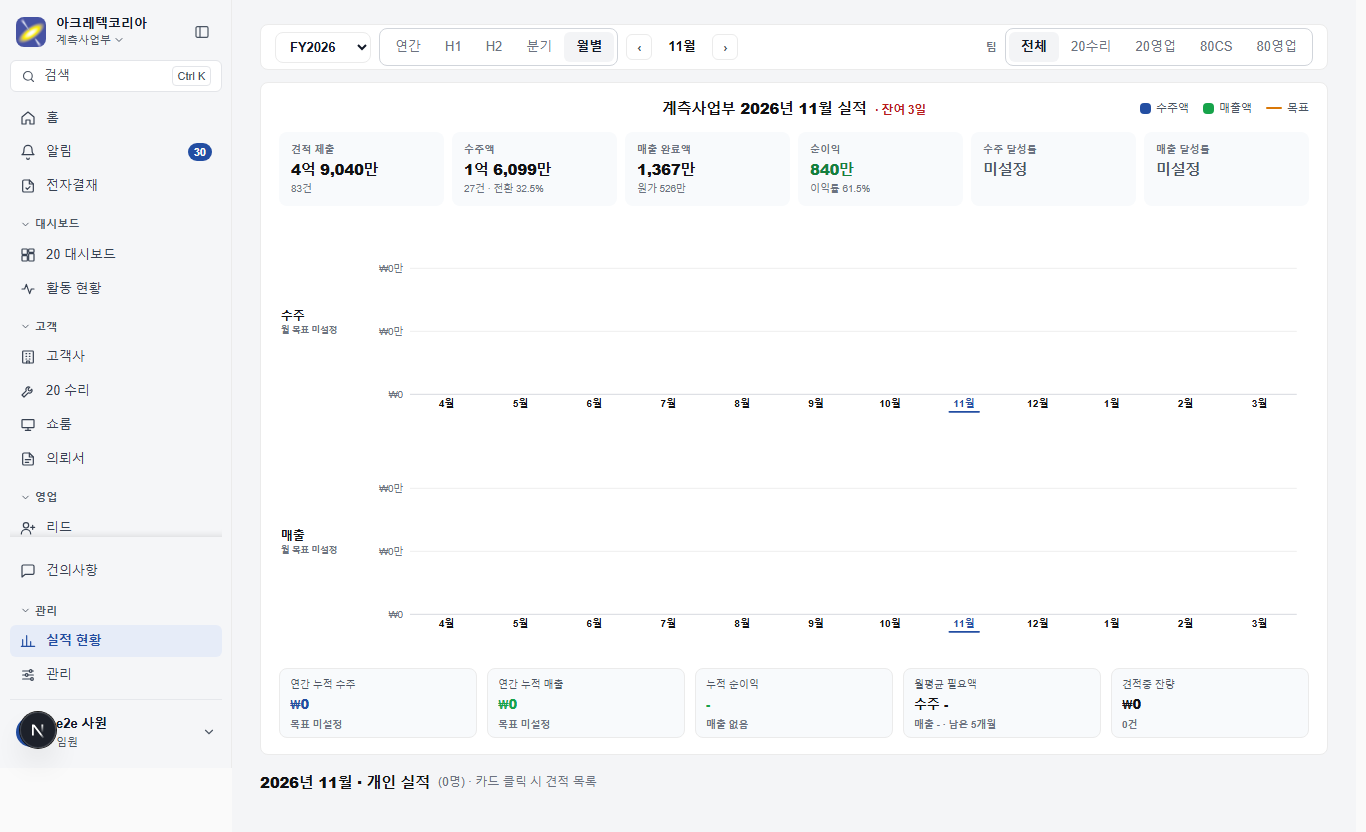 아크레텍코리아
계측사업부
검색
Ctrl K
홈
알림
30
전자결재
대시보드
20 대시보드
활동 현황
고객
고객사
20 수리
쇼룸
의뢰서
영업
리드
건의사항
관리
실적 현황
관리
N
e2e 사원
임원
FY2026
연간
H1
H2
분기
월별
‹
11월
›
팀
전체
20수리
20영업
80CS
80영업
계측사업부 2026년 11월 실적 · 잔여 3일
수주액
매출액
목표
견적 제출
4억 9,040만
83건
수주액
1억 6,099만
27건 · 전환 32.5%
매출 완료액
1,367만
원가 526만
순이익
840만
이익률 61.5%
수주 달성률
미설정
매출 달성률
미설정
수주
월 목표 미설정
₩0만
₩0만
₩0
4월 5월 6월 7월 8월 9월 10월 11월 12월 1월 2월 3월
매출
월 목표 미설정
₩0만
₩0만
₩0
4월 5월 6월 7월 8월 9월 10월 11월 12월 1월 2월 3월
연간 누적 수주
₩0
목표 미설정
연간 누적 매출
₩0
목표 미설정
누적 순이익
-
매출 없음
월평균 필요액
수주 -
매출 - · 남은 5개월
견적중 잔량
₩0
0건
2026년 11월 · 개인 실적 (0명) · 카드 클릭 시 견적 목록